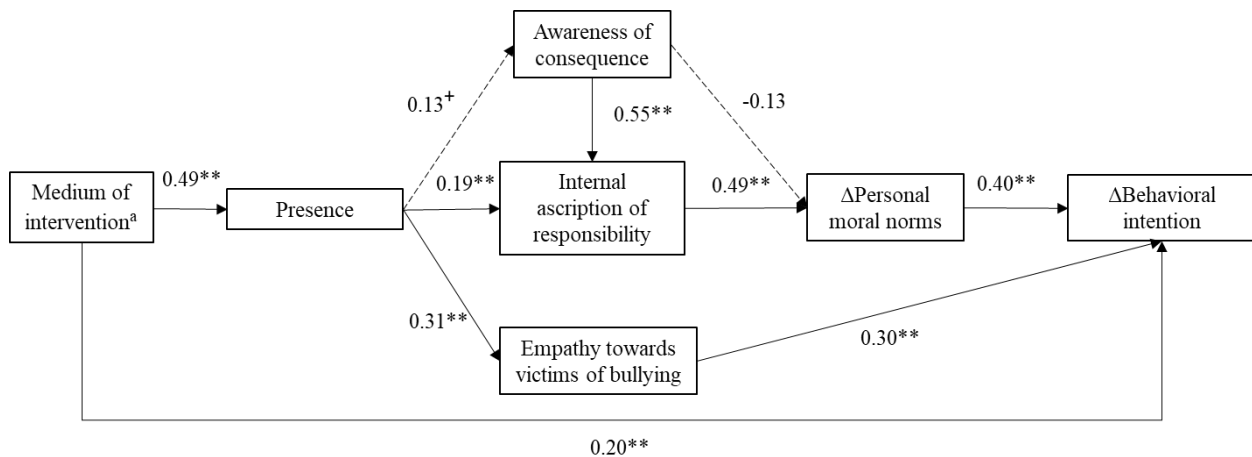 Awareness of
consequence
0.13+
-0.13
0.55**
Medium of
interventionᵃ
0.49**
Presence
0.19**
Internal
ascription of
responsibility
0.49**
ΔPersonal
moral norms
0.40**
ΔBehavioral
intention
0.31**
Empathy towards
victims of bullying
0.30**
0.20**